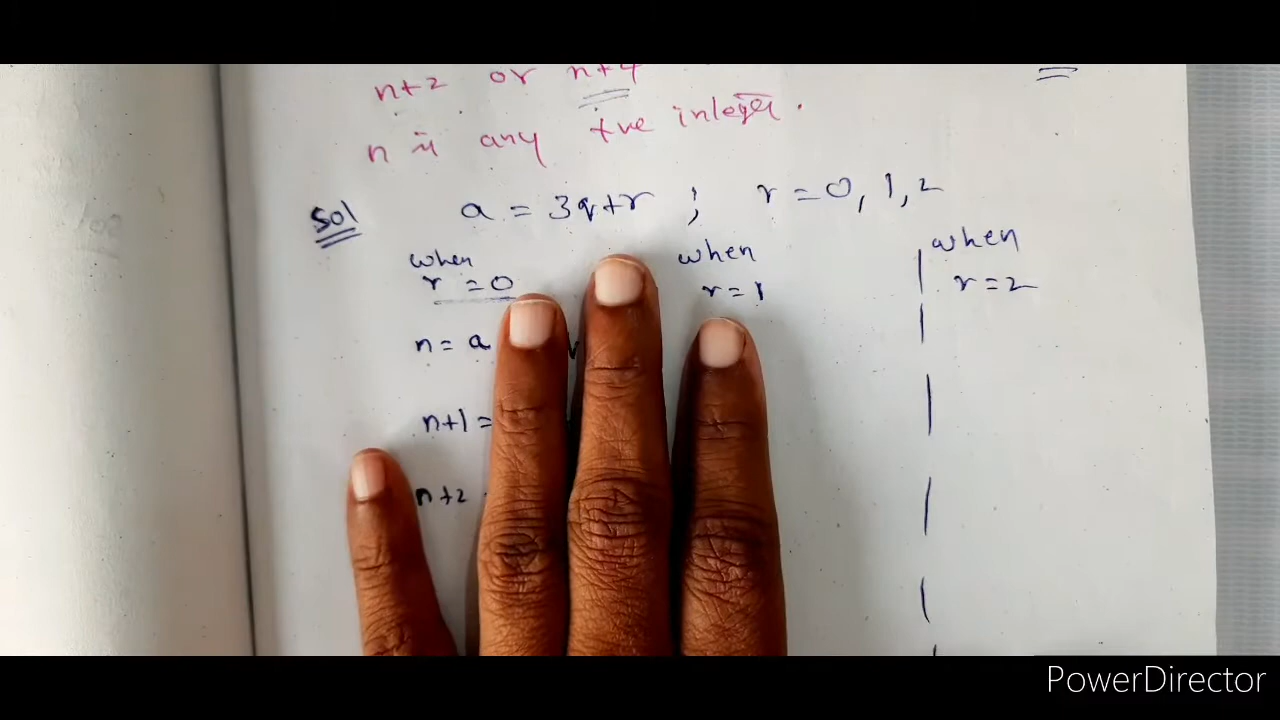 n+2 or n+4
n is any +ve integer.
Sol a = 3q+r ; r = 0, 1, 2
when
r = 0
when
r = 1
when
r = 2
n = a
n+1 =
n+2
PowerDirector